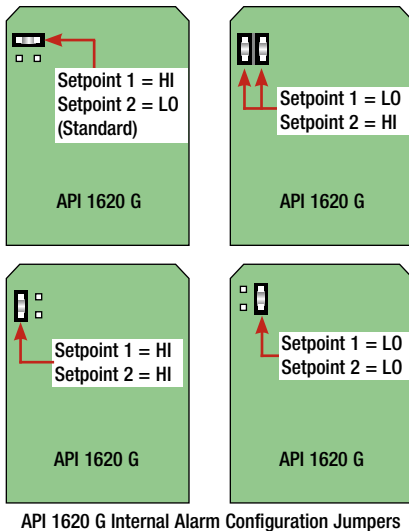 Setpoint 1 = HI
Setpoint 2 = LO
(Standard)
API 1620 G
Setpoint 1 = LO
Setpoint 2 = HI
API 1620 G
Setpoint 1 = HI
Setpoint 2 = HI
API 1620 G
Setpoint 1 = LO
Setpoint 2 = LO
API 1620 G
API 1620 G Internal Alarm Configuration Jumpers